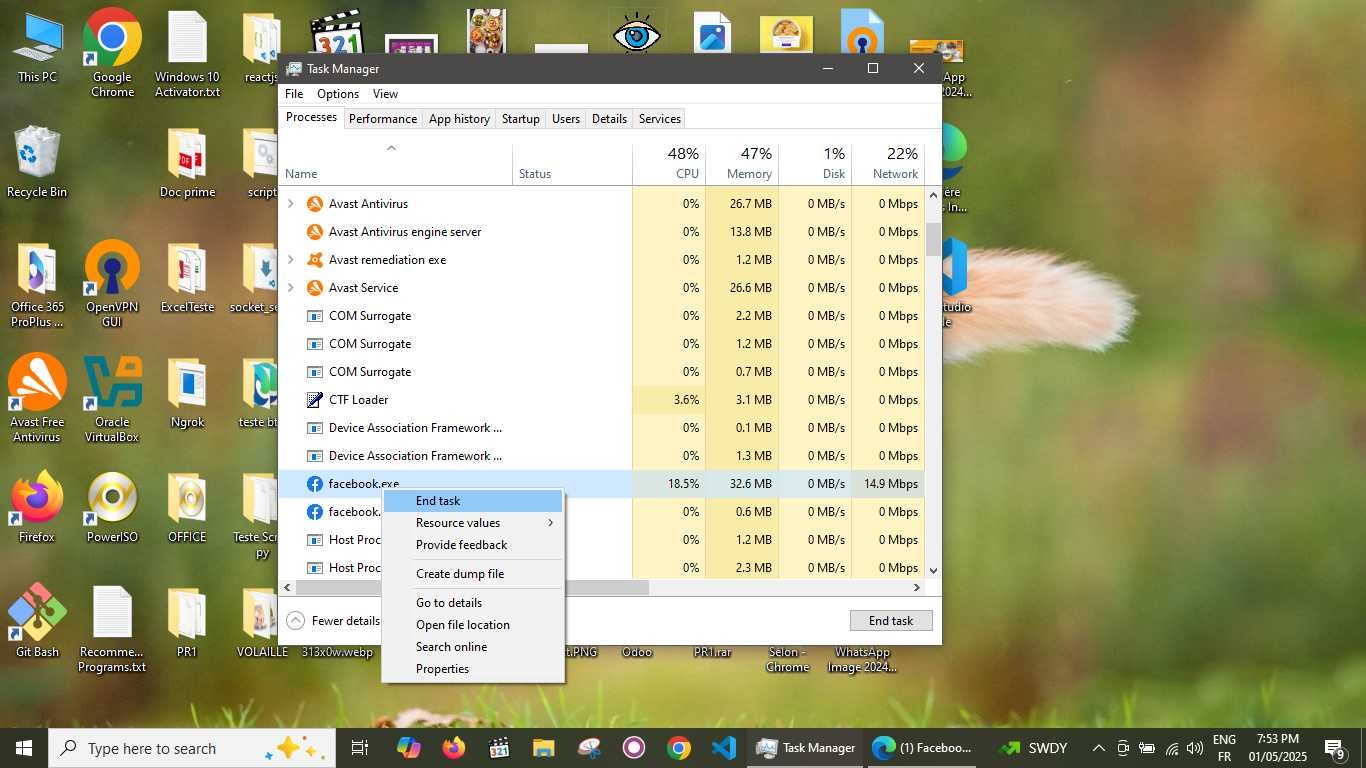 This PC
Google
Chrome
Windows 10
Activator.txt
reactjs
321
App
2024...
Task Manager
File Options View
Processes Performance App history Startup Users Details Services
Name Status 48% CPU 47% Memory 1% Disk 22% Network
Avast Antivirus 0% 26.7 MB 0 MB/s 0 Mbps
Avast Antivirus engine server 0% 13.8 MB 0 MB/s 0 Mbps
Avast remediation exe 0% 1.2 MB 0 MB/s 0 Mbps
Avast Service 0% 26.6 MB 0 MB/s 0 Mbps
COM Surrogate 0% 2.2 MB 0 MB/s 0 Mbps
COM Surrogate 0% 1.2 MB 0 MB/s 0 Mbps
COM Surrogate 0% 0.7 MB 0 MB/s 0 Mbps
CTF Loader 3.6% 3.1 MB 0 MB/s 0 Mbps
Device Association Framework ... 0% 0.1 MB 0 MB/s 0 Mbps
Device Association Framework ... 0% 1.3 MB 0 MB/s 0 Mbps
facebook.exe 18.5% 32.6 MB 0 MB/s 14.9 Mbps
facebook. 0% 0.6 MB 0 MB/s 0 Mbps
Host Proc 0% 1.2 MB 0 MB/s 0 Mbps
Host Proc 0% 2.3 MB 0 MB/s 0 Mbps
Fewer details
End task
End task
Resource values
Provide feedback
Create dump file
Go to details
Open file location
Search online
Properties
Recycle Bin
PDF
Doc prime
script
Office 365
ProPlus ...
OpenVPN
GUI
ExcelTeste
socket_se
Avast Free
Antivirus
Oracle
VirtualBox
Ngrok
teste bt
Firefox
PowerISO
OFFICE
Teste Sc
py
Git Bash
Recomme...
Programs.txt
PR1
VOLAILLE
313x0w.webp
t.PNG
Odoo
PR1.rar
Selon -
Chrome
WhatsApp
Image 2024...
Type here to search
321
Task Manager
(1) Faceboo...
SWDY
ENG
FR
7:53 PM
01/05/2025
9